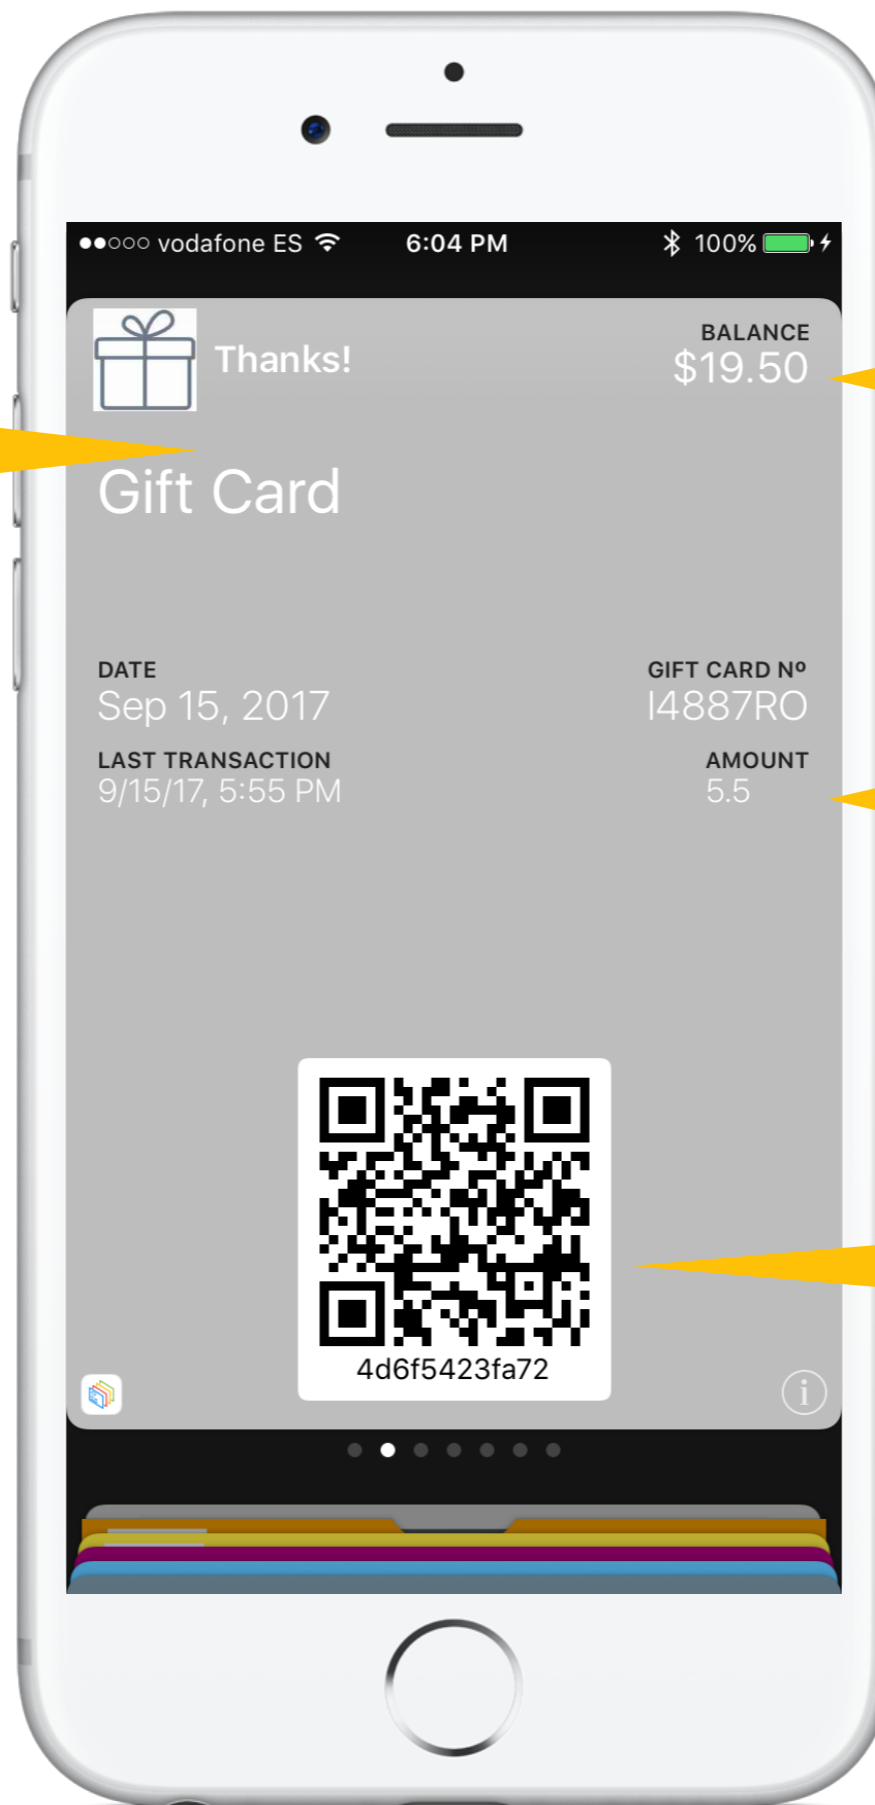 vodafone ES 6:04 PM 100%
Thanks!
BALANCE
$19.50
Gift Card
DATE
Sep 15, 2017
GIFT CARD Nº
I4887RO
LAST TRANSACTION
9/15/17, 5:55 PM
AMOUNT
5.5
4d6f5423fa72
i